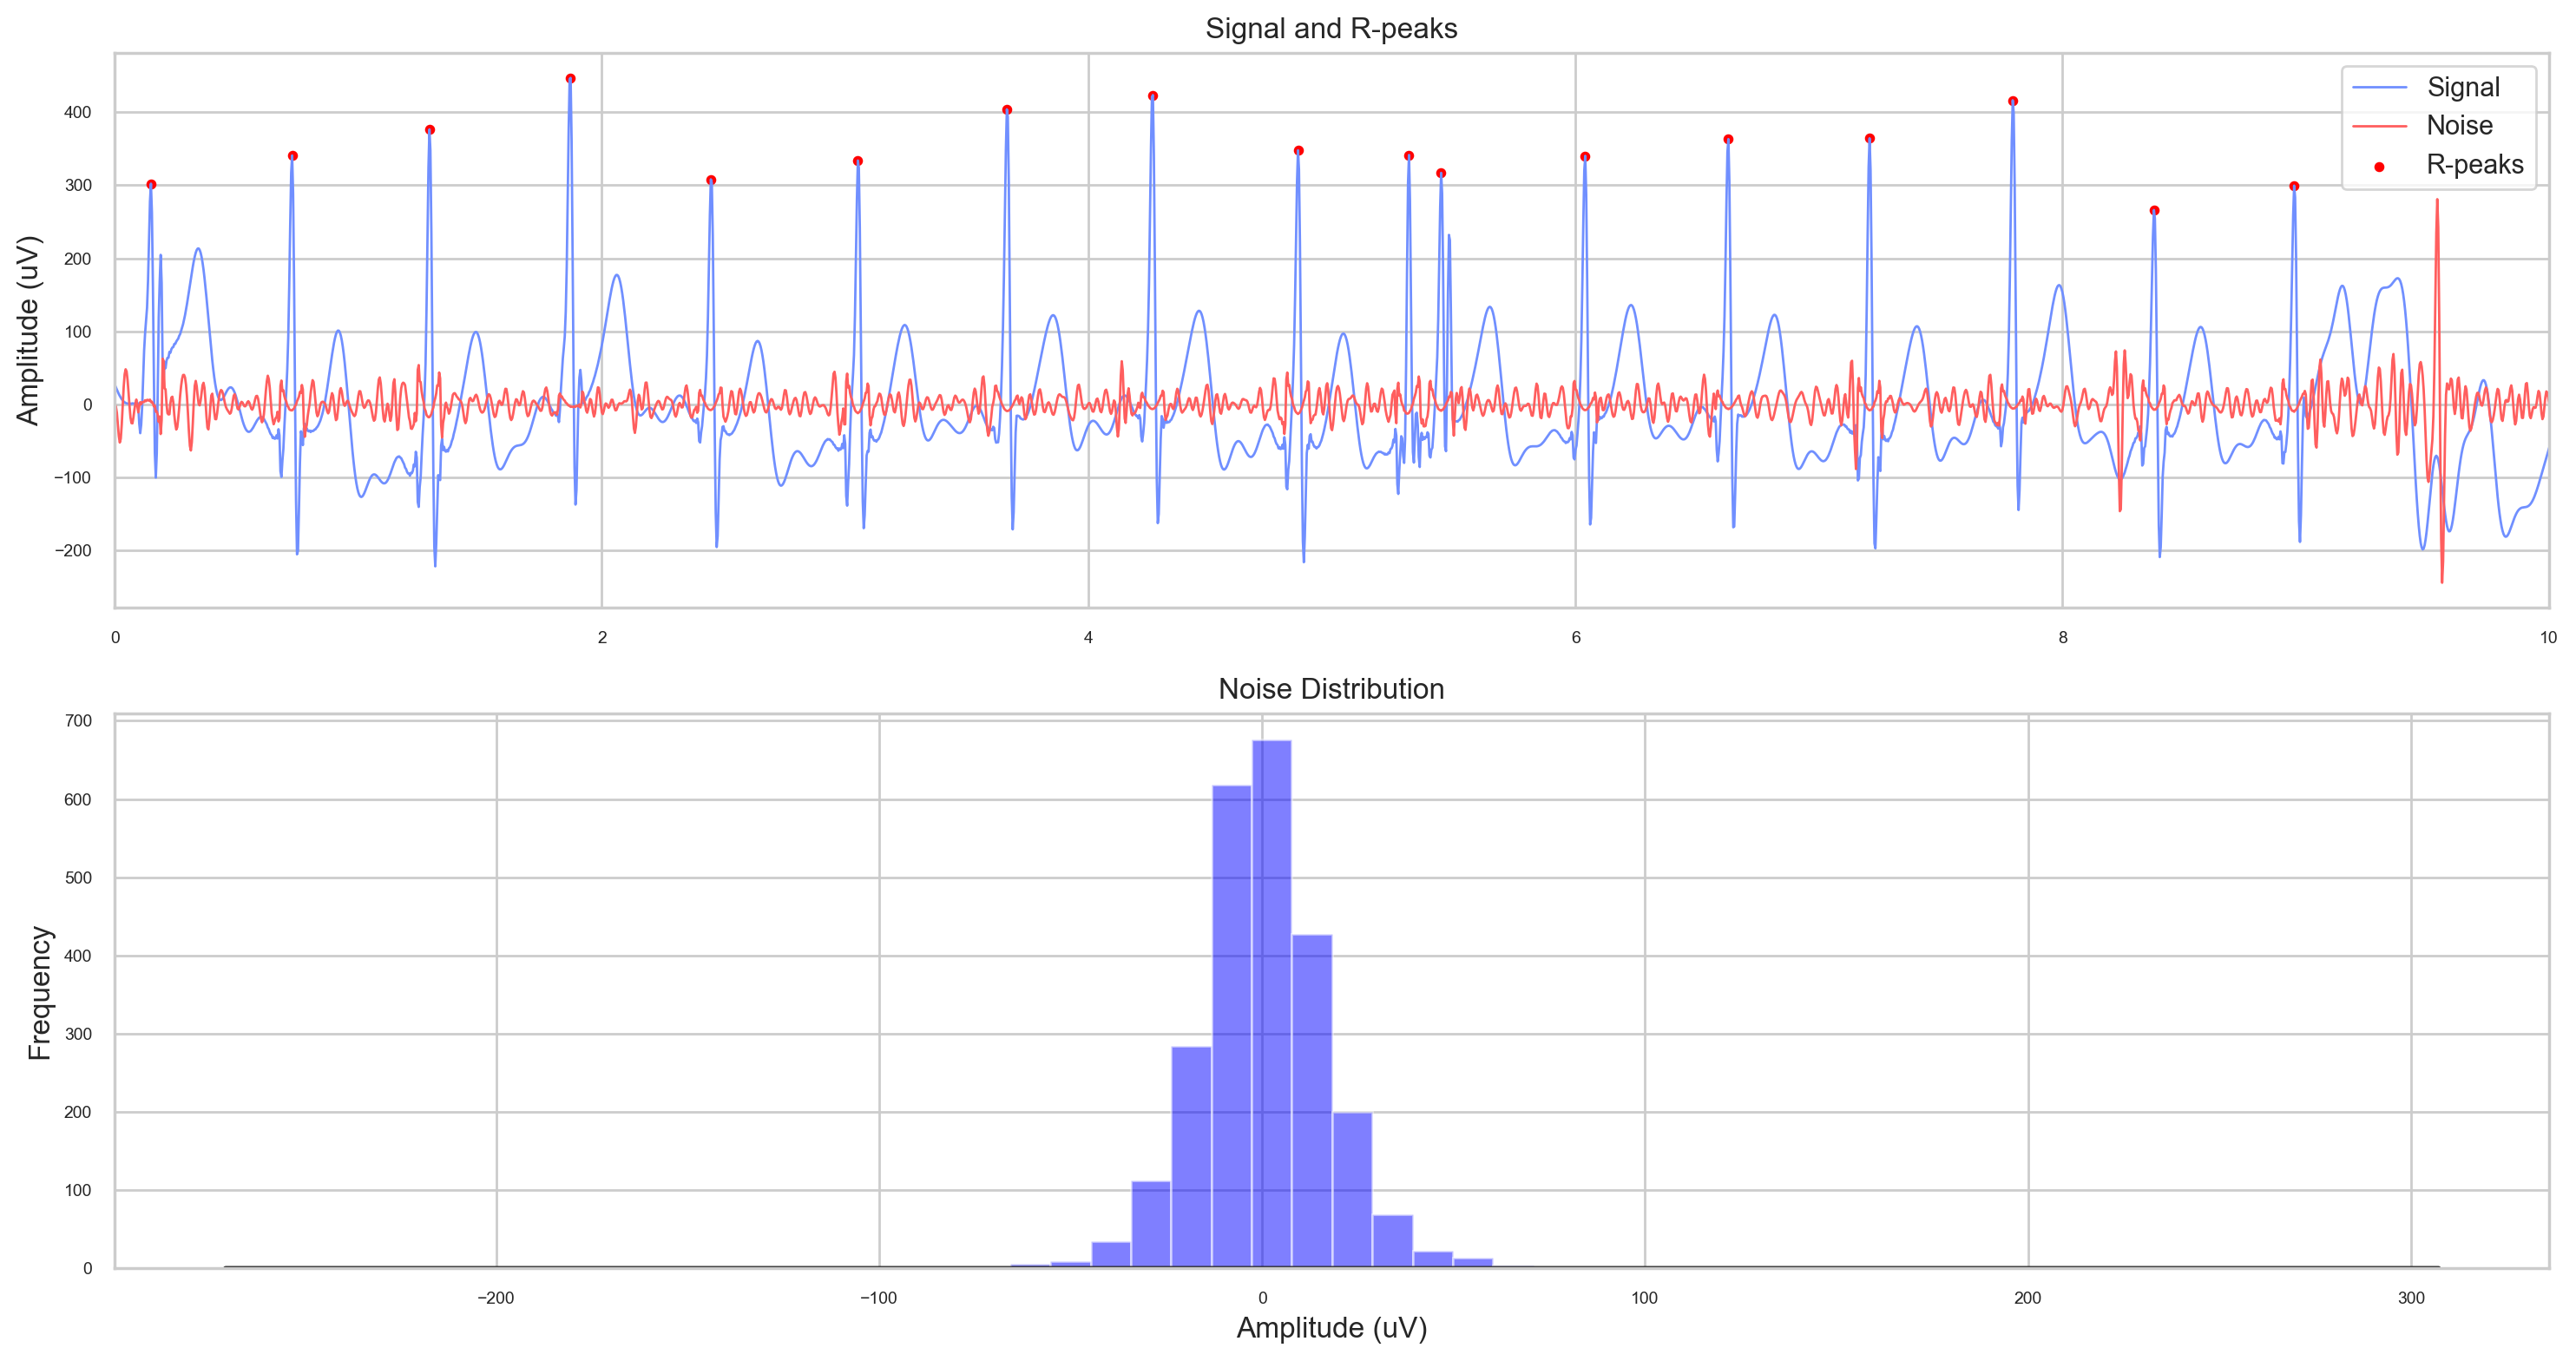 Signal and R-peaks
Amplitude (uV)
400
300
200
100
0
−100
−200
Signal
Noise
R-peaks
0 2 4 6 8 10
Noise Distribution
Frequency
700
600
500
400
300
200
100
0
−200 −100 0 100 200 300
Amplitude (uV)